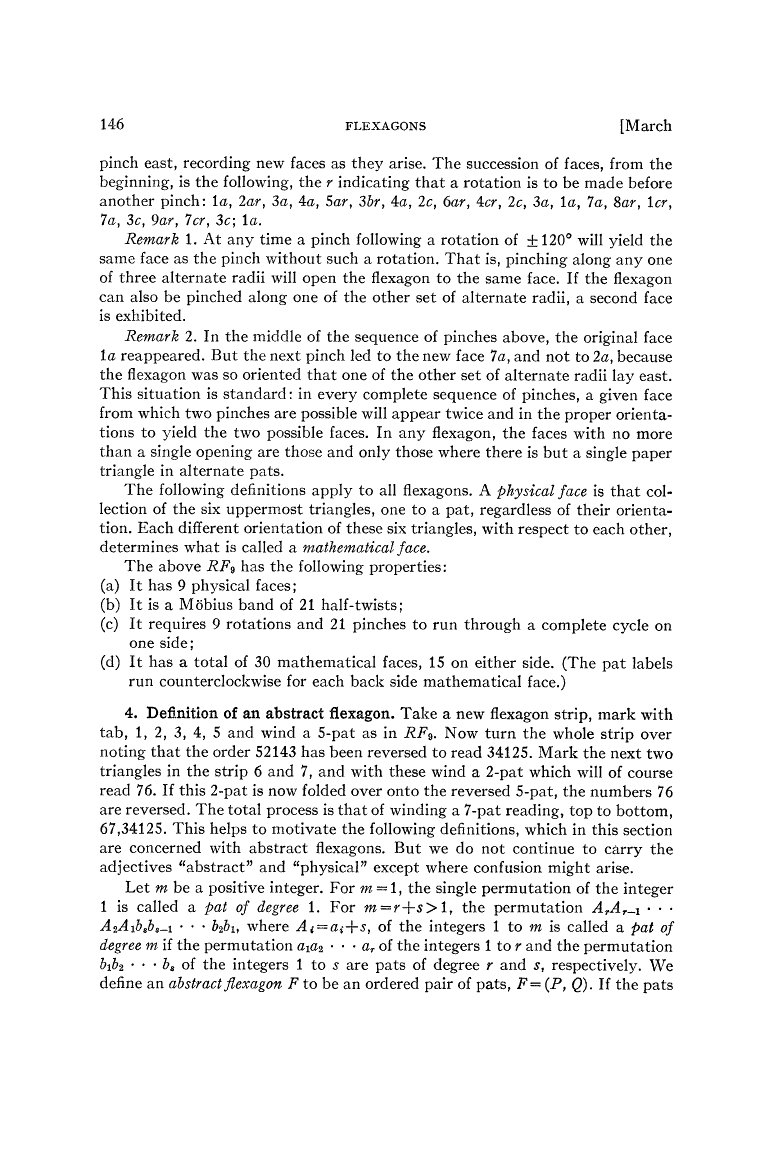 146 FLEXAGONS [March
pinch east, recording new faces as they arise. The succession of faces, from the
beginning, is the following, the r indicating that a rotation is to be made before
another pinch: 1a, 2ar, 3a, 4a, 5ar, 3br, 4a, 2c, 6ar, 4cr, 2c, 3a, 1a, 7a, 8ar, 1cr,
7a, 3c, 9ar, 7cr, 3c; 1a.
Remark 1. At any time a pinch following a rotation of ±120° will yield the
same face as the pinch without such a rotation. That is, pinching along any one
of three alternate radii will open the flexagon to the same face. If the flexagon
can also be pinched along one of the other set of alternate radii, a second face
is exhibited.
Remark 2. In the middle of the sequence of pinches above, the original face
1a reappeared. But the next pinch led to the new face 7a, and not to 2a, because
the flexagon was so oriented that one of the other set of alternate radii lay east.
This situation is standard: in every complete sequence of pinches, a given face
from which two pinches are possible will appear twice and in the proper orienta-
tions to yield the two possible faces. In any flexagon, the faces with no more
than a single opening are those and only those where there is but a single paper
triangle in alternate pats.
The following definitions apply to all flexagons. A physical face is that col-
lection of the six uppermost triangles, one to a pat, regardless of their orienta-
tion. Each different orientation of these six triangles, with respect to each other,
determines what is called a mathematical face.
The above RF₉ has the following properties:
(a) It has 9 physical faces;
(b) It is a Möbius band of 21 half-twists;
(c) It requires 9 rotations and 21 pinches to run through a complete cycle on
one side;
(d) It has a total of 30 mathematical faces, 15 on either side. (The pat labels
run counterclockwise for each back side mathematical face.)
4. Definition of an abstract flexagon. Take a new flexagon strip, mark with
tab, 1, 2, 3, 4, 5 and wind a 5-pat as in RF₉. Now turn the whole strip over
noting that the order 52143 has been reversed to read 34125. Mark the next two
triangles in the strip 6 and 7, and with these wind a 2-pat which will of course
read 76. If this 2-pat is now folded over onto the reversed 5-pat, the numbers 76
are reversed. The total process is that of winding a 7-pat reading, top to bottom,
67,34125. This helps to motivate the following definitions, which in this section
are concerned with abstract flexagons. But we do not continue to carry the
adjectives "abstract" and "physical" except where confusion might arise.
Let m be a positive integer. For m=1, the single permutation of the integer
1 is called a pat of degree 1. For m=r+s>1, the permutation AᵣAᵣ₋₁ · · ·
A₂A₁bₛbₛ₋₁ · · · b₂b₁, where Aᵢ=aᵢ+s, of the integers 1 to m is called a pat of
degree m if the permutation a₁a₂ · · · aᵣ of the integers 1 to r and the permutation
b₁b₂ · · · bₛ of the integers 1 to s are pats of degree r and s, respectively. We
define an abstract flexagon F to be an ordered pair of pats, F=(P, Q). If the pats